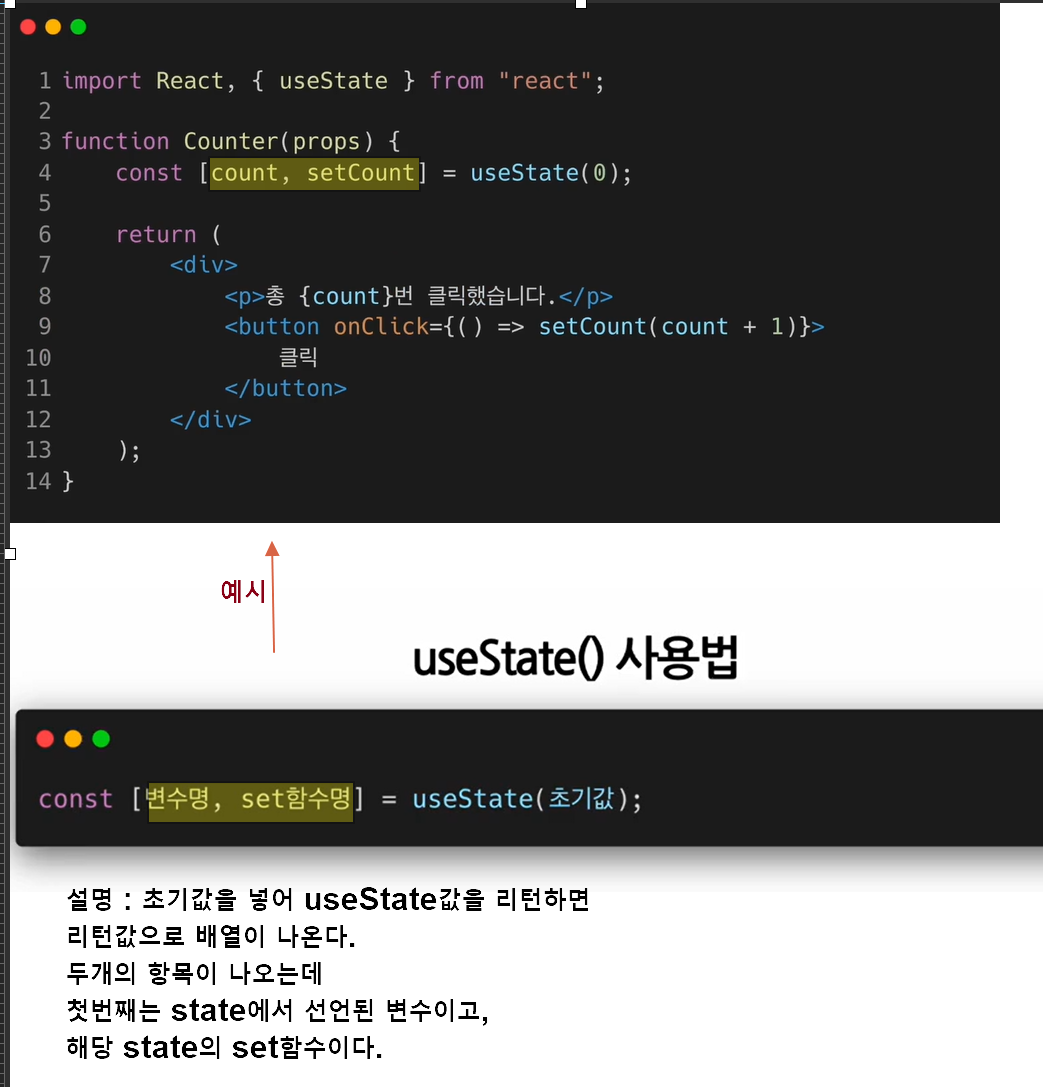 1 import React, { useState } from "react";
2
3 function Counter(props) {
4     const [count, setCount] = useState(0);
5
6     return (
7         <div>
8             <p>총 {count}번 클릭했습니다.</p>
9             <button onClick={() => setCount(count + 1)}>
10                 클릭
11             </button>
12         </div>
13     );
14 }
예시
useState() 사용법
const [변수명, set함수명] = useState(초기값);
설명 : 초기값을 넣어 useState값을 리턴하면
리턴값으로 배열이 나온다.
두개의 항목이 나오는데
첫번째는 state에서 선언된 변수이고,
해당 state의 set함수이다.